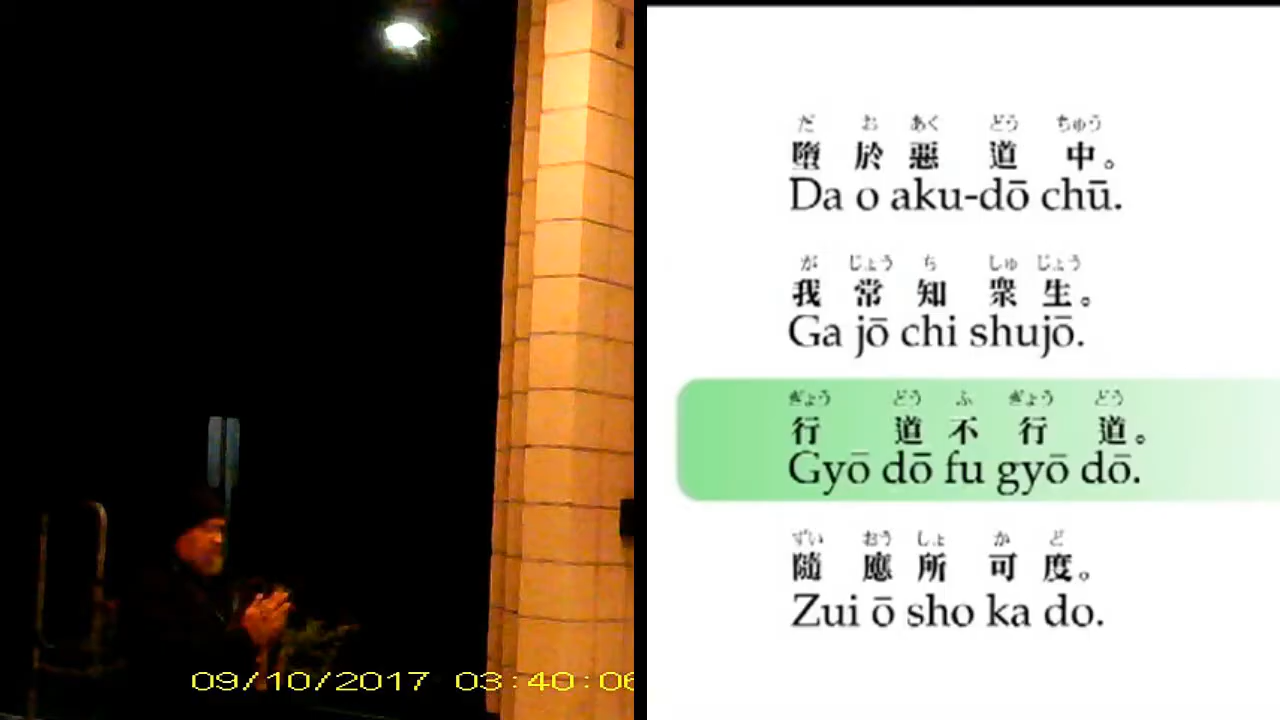 09/10/2017 03:40:06
だ お あく どう ちゅう
墮 於 惡 道 中。
Da o aku-dō chū.
が じょう ち しゅ じょう
我 常 知 衆 生。
Ga jō chi shujō.
ぎょう どう ふ ぎょう どう
行 道 不 行 道。
Gyō dō fu gyō dō.
ずい おう しょ か ど
隨 應 所 可 度。
Zui ō sho ka do.